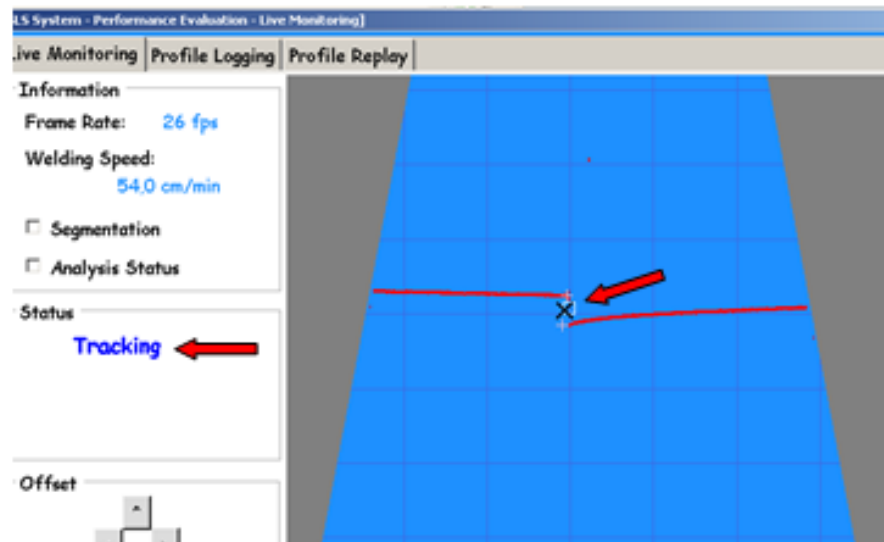 LS System - Performance Evaluation - Live Monitoring]
ive Monitoring Profile Logging Profile Replay
Information
Frame Rate: 26 fps
Welding Speed:
54,0 cm/min
Segmentation
Analysis Status
Status
Tracking
Offset